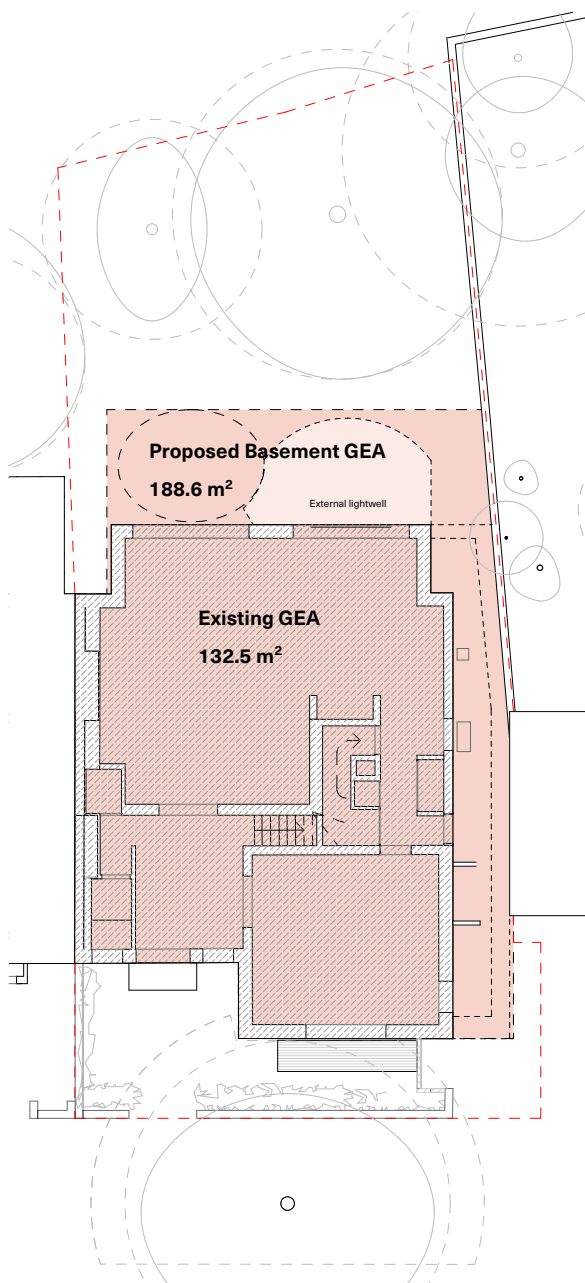 Proposed Basement GEA
188.6 m²
External lightwell
Existing GEA
132.5 m²